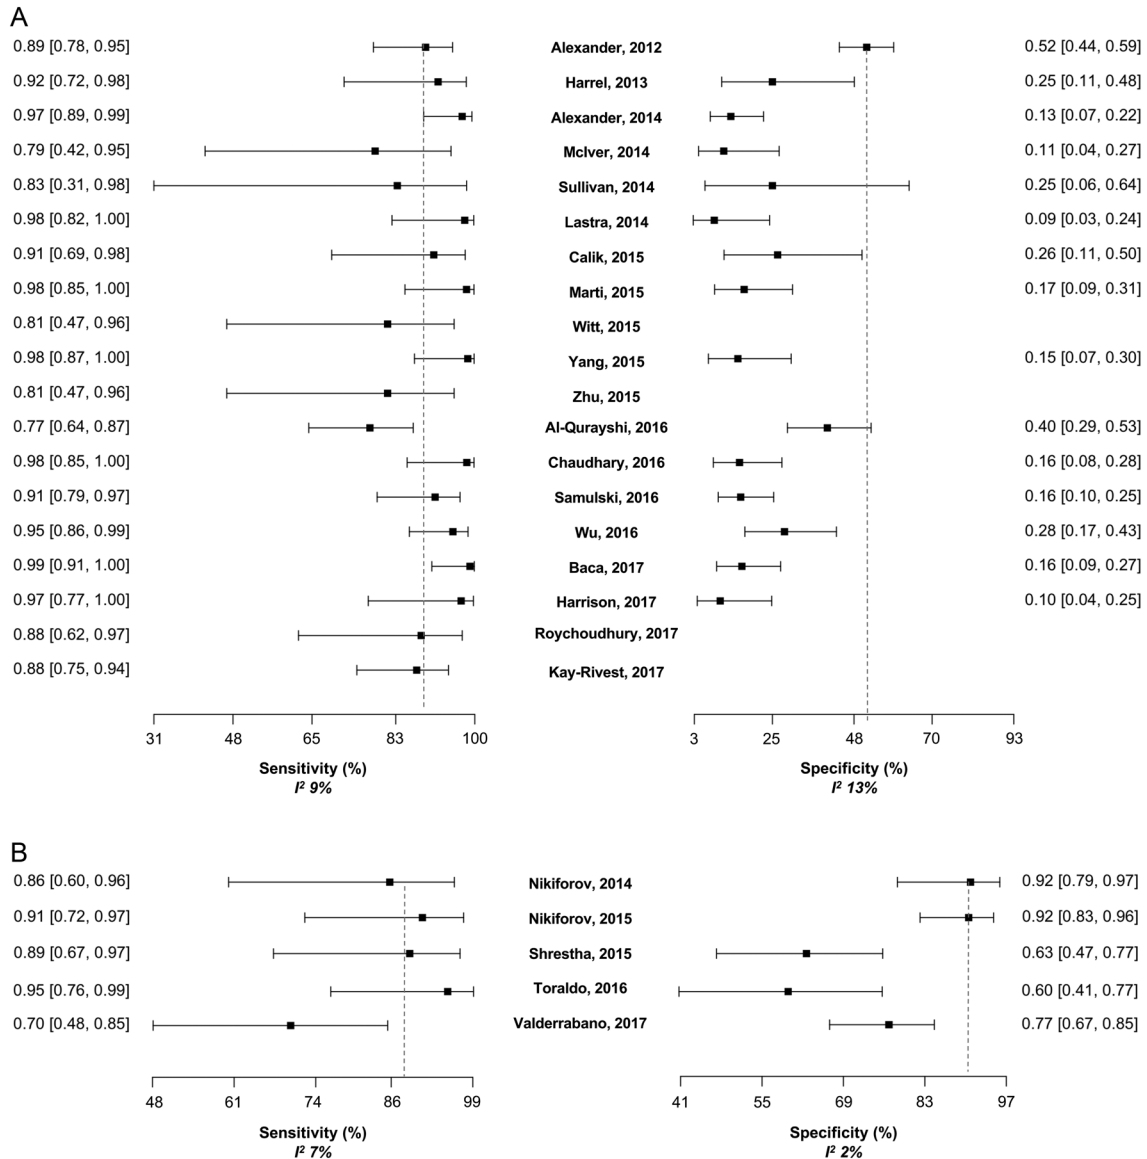 A
0.89 [0.78, 0.95] Alexander, 2012 0.52 [0.44, 0.59]
0.92 [0.72, 0.98] Harrel, 2013 0.25 [0.11, 0.48]
0.97 [0.89, 0.99] Alexander, 2014 0.13 [0.07, 0.22]
0.79 [0.42, 0.95] McIver, 2014 0.11 [0.04, 0.27]
0.83 [0.31, 0.98] Sullivan, 2014 0.25 [0.06, 0.64]
0.98 [0.82, 1.00] Lastra, 2014 0.09 [0.03, 0.24]
0.91 [0.69, 0.98] Calik, 2015 0.26 [0.11, 0.50]
0.98 [0.85, 1.00] Marti, 2015 0.17 [0.09, 0.31]
0.81 [0.47, 0.96] Witt, 2015
0.98 [0.87, 1.00] Yang, 2015 0.15 [0.07, 0.30]
0.81 [0.47, 0.96] Zhu, 2015
0.77 [0.64, 0.87] Al-Qurayshi, 2016 0.40 [0.29, 0.53]
0.98 [0.85, 1.00] Chaudhary, 2016 0.16 [0.08, 0.28]
0.91 [0.79, 0.97] Samulski, 2016 0.16 [0.10, 0.25]
0.95 [0.86, 0.99] Wu, 2016 0.28 [0.17, 0.43]
0.99 [0.91, 1.00] Baca, 2017 0.16 [0.09, 0.27]
0.97 [0.77, 1.00] Harrison, 2017 0.10 [0.04, 0.25]
0.88 [0.62, 0.97] Roychoudhury, 2017
0.88 [0.75, 0.94] Kay-Rivest, 2017
31 48 65 83 100 3 25 48 70 93
Sensitivity (%) Specificity (%)
I² 9% I² 13%
B
0.86 [0.60, 0.96] Nikiforov, 2014 0.92 [0.79, 0.97]
0.91 [0.72, 0.97] Nikiforov, 2015 0.92 [0.83, 0.96]
0.89 [0.67, 0.97] Shrestha, 2015 0.63 [0.47, 0.77]
0.95 [0.76, 0.99] Toraldo, 2016 0.60 [0.41, 0.77]
0.70 [0.48, 0.85] Valderrabano, 2017 0.77 [0.67, 0.85]
48 61 74 86 99 41 55 69 83 97
Sensitivity (%) Specificity (%)
I² 7% I² 2%